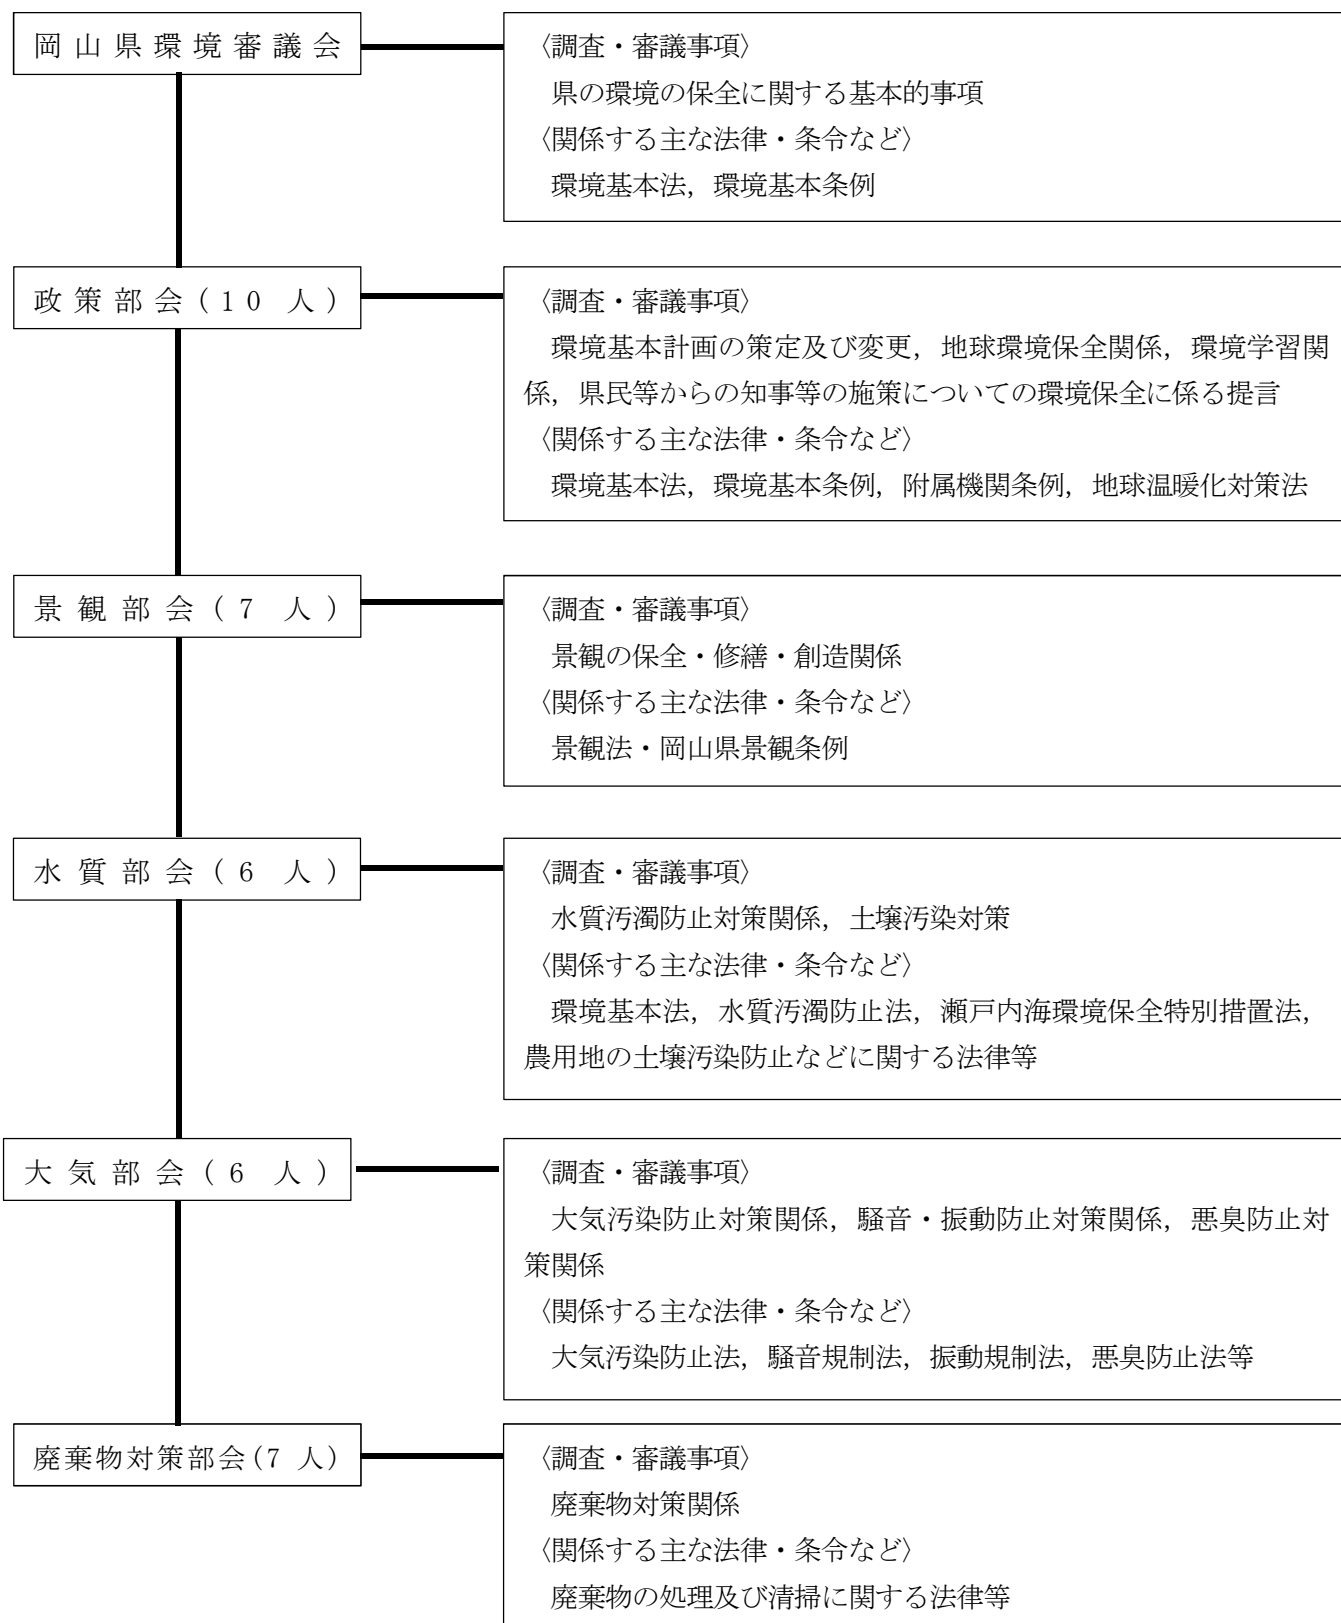 岡山県環境審議会
〈調査・審議事項〉
県の環境の保全に関する基本的事項
〈関係する主な法律・条令など〉
環境基本法，環境基本条例
政策部会(10 人)
〈調査・審議事項〉
環境基本計画の策定及び変更，地球環境保全関係，環境学習関
係，県民等からの知事等の施策についての環境保全に係る提言
〈関係する主な法律・条令など〉
環境基本法，環境基本条例，附属機関条例，地球温暖化対策法
景観部会(7 人)
〈調査・審議事項〉
景観の保全・修繕・創造関係
〈関係する主な法律・条令など〉
景観法・岡山県景観条例
水質部会(6 人)
〈調査・審議事項〉
水質汚濁防止対策関係，土壌汚染対策
〈関係する主な法律・条令など〉
環境基本法，水質汚濁防止法，瀬戸内海環境保全特別措置法，
農用地の土壌汚染防止などに関する法律等
大気部会(6 人)
〈調査・審議事項〉
大気汚染防止対策関係，騒音・振動防止対策関係，悪臭防止対
策関係
〈関係する主な法律・条令など〉
大気汚染防止法，騒音規制法，振動規制法，悪臭防止法等
廃棄物対策部会(7 人)
〈調査・審議事項〉
廃棄物対策関係
〈関係する主な法律・条令など〉
廃棄物の処理及び清掃に関する法律等